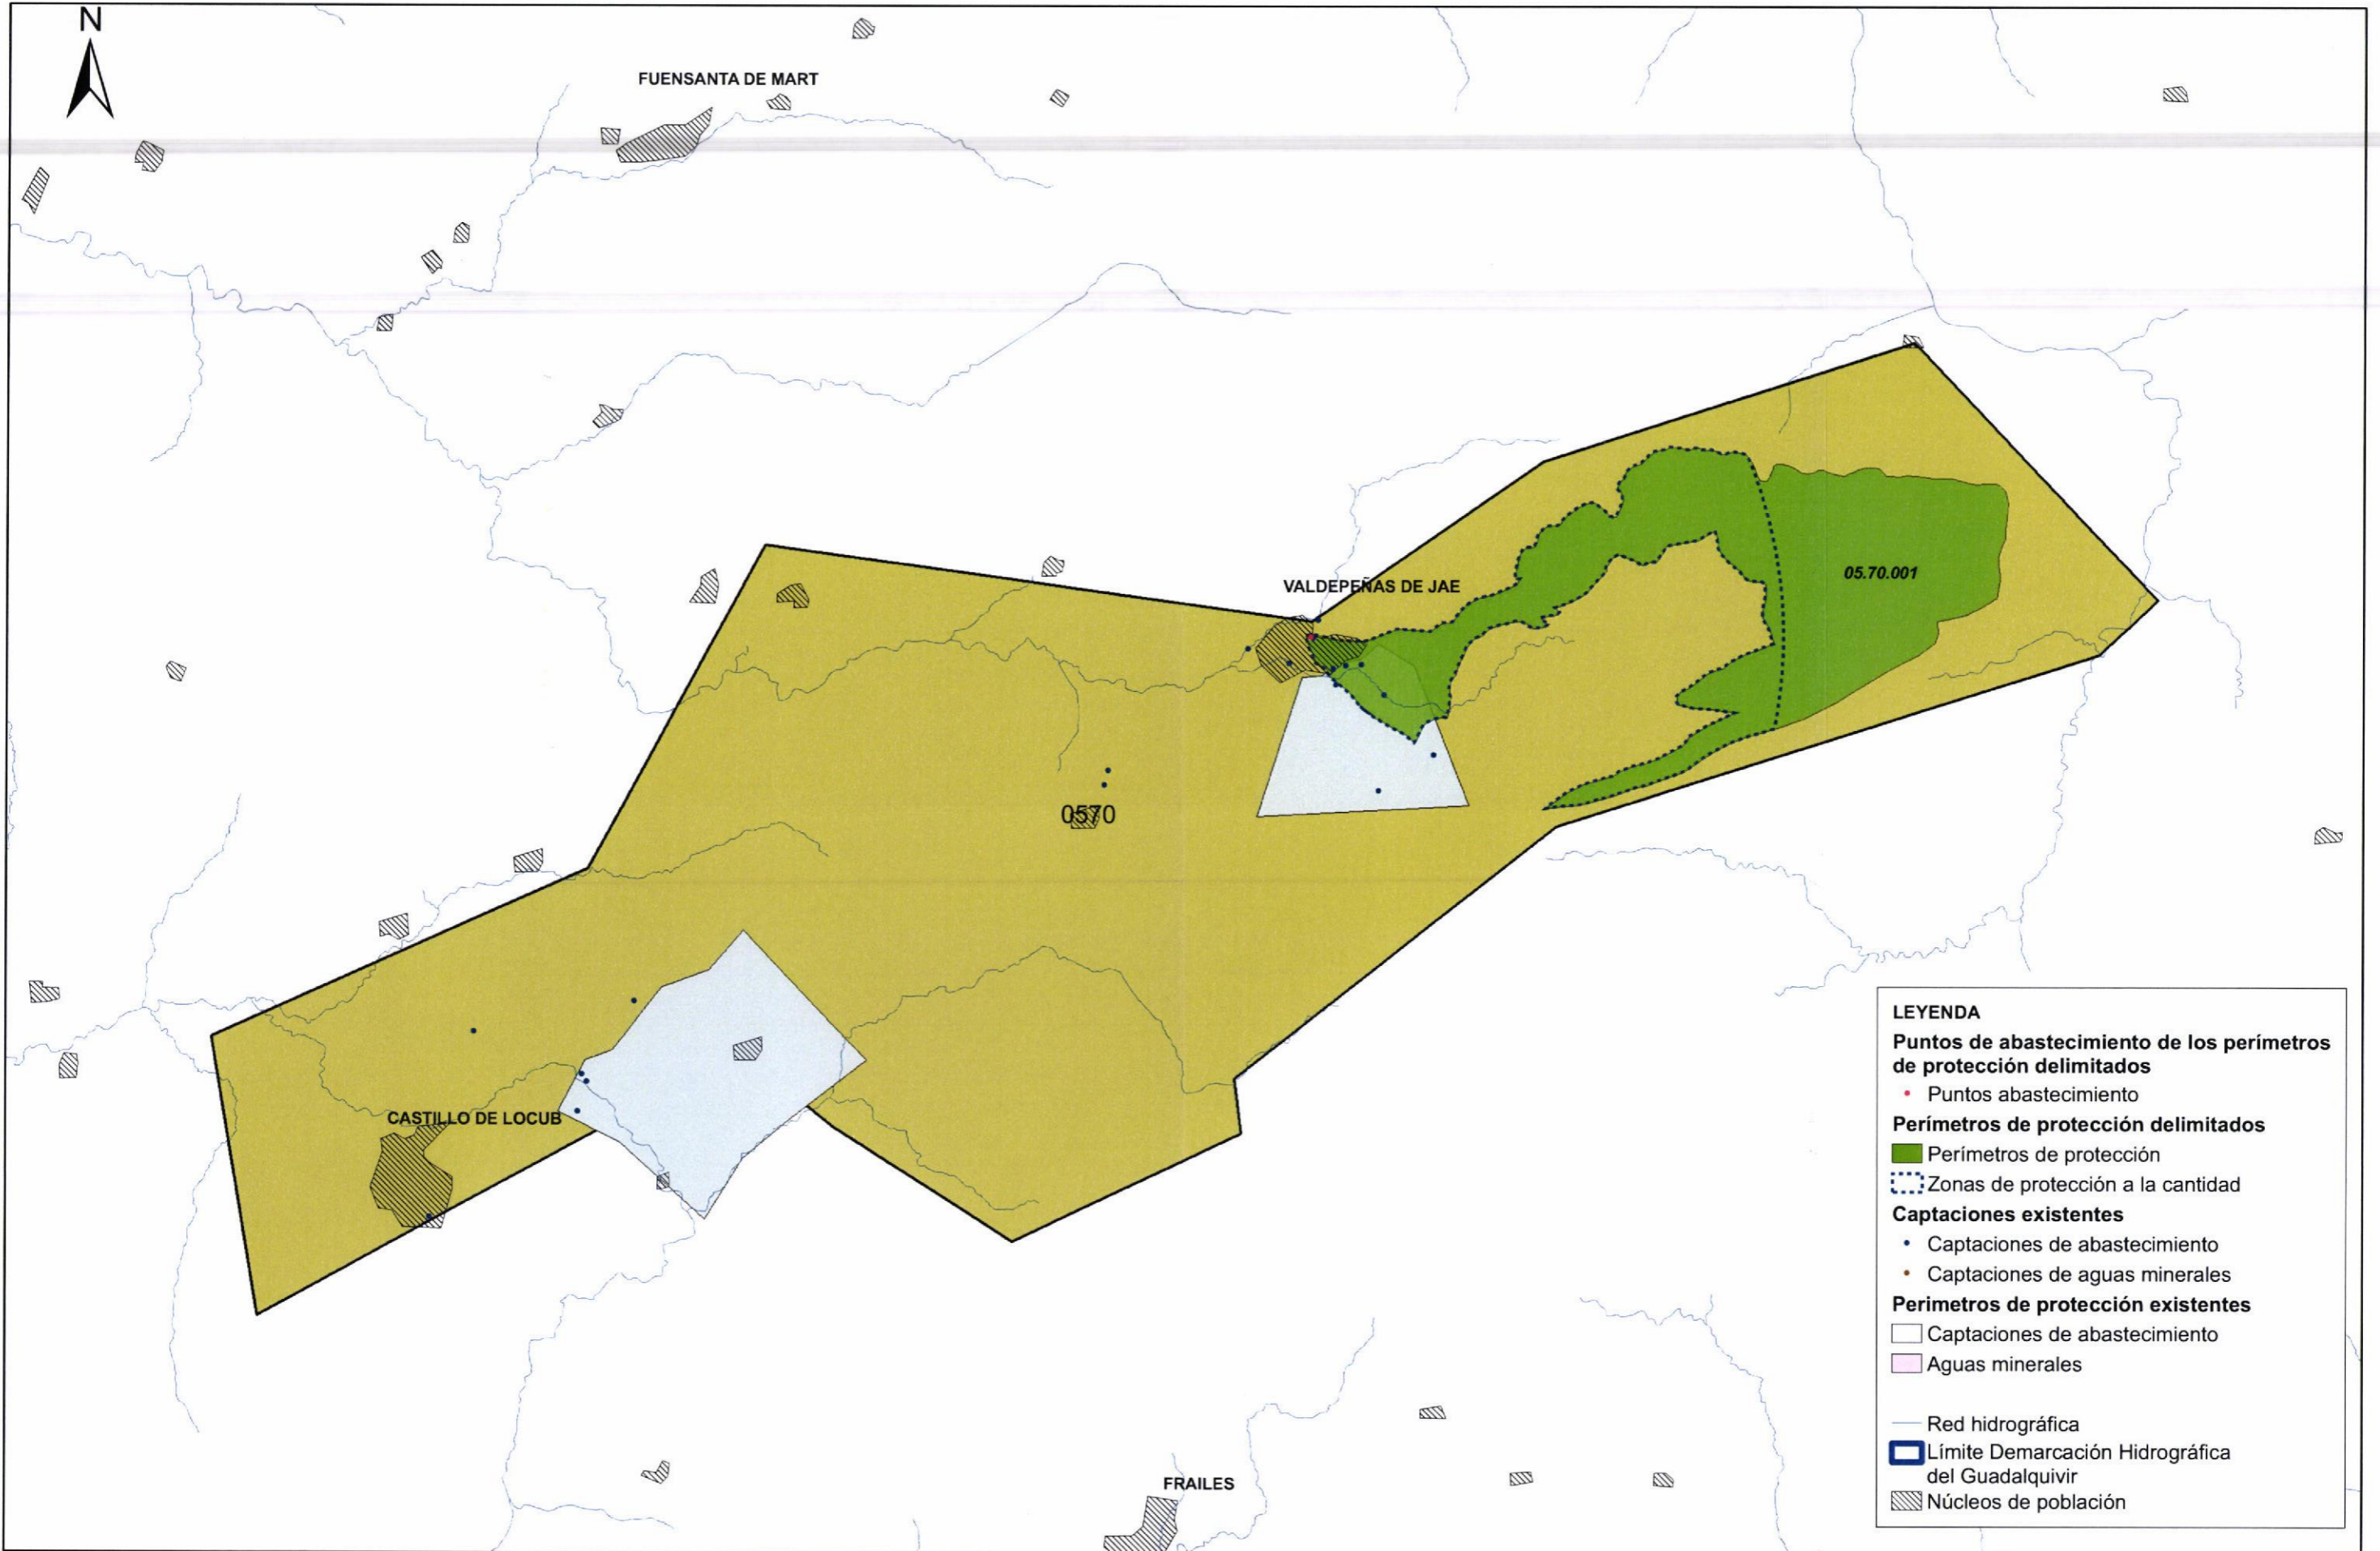 N
FUENSANTA DE MART
VALDEPEÑAS DE JAE
05.70.001
0570
CASTILLO DE LOCUB
FRAILES
LEYENDA
Puntos de abastecimiento de los perímetros
de protección delimitados
Puntos abastecimiento
Perímetros de protección delimitados
Perímetros de protección
Zonas de protección a la cantidad
Captaciones existentes
Captaciones de abastecimiento
Captaciones de aguas minerales
Perimetros de protección existentes
Captaciones de abastecimiento
Aguas minerales
Red hidrográfica
Límite Demarcación Hidrográfica
del Guadalquivir
Núcleos de población